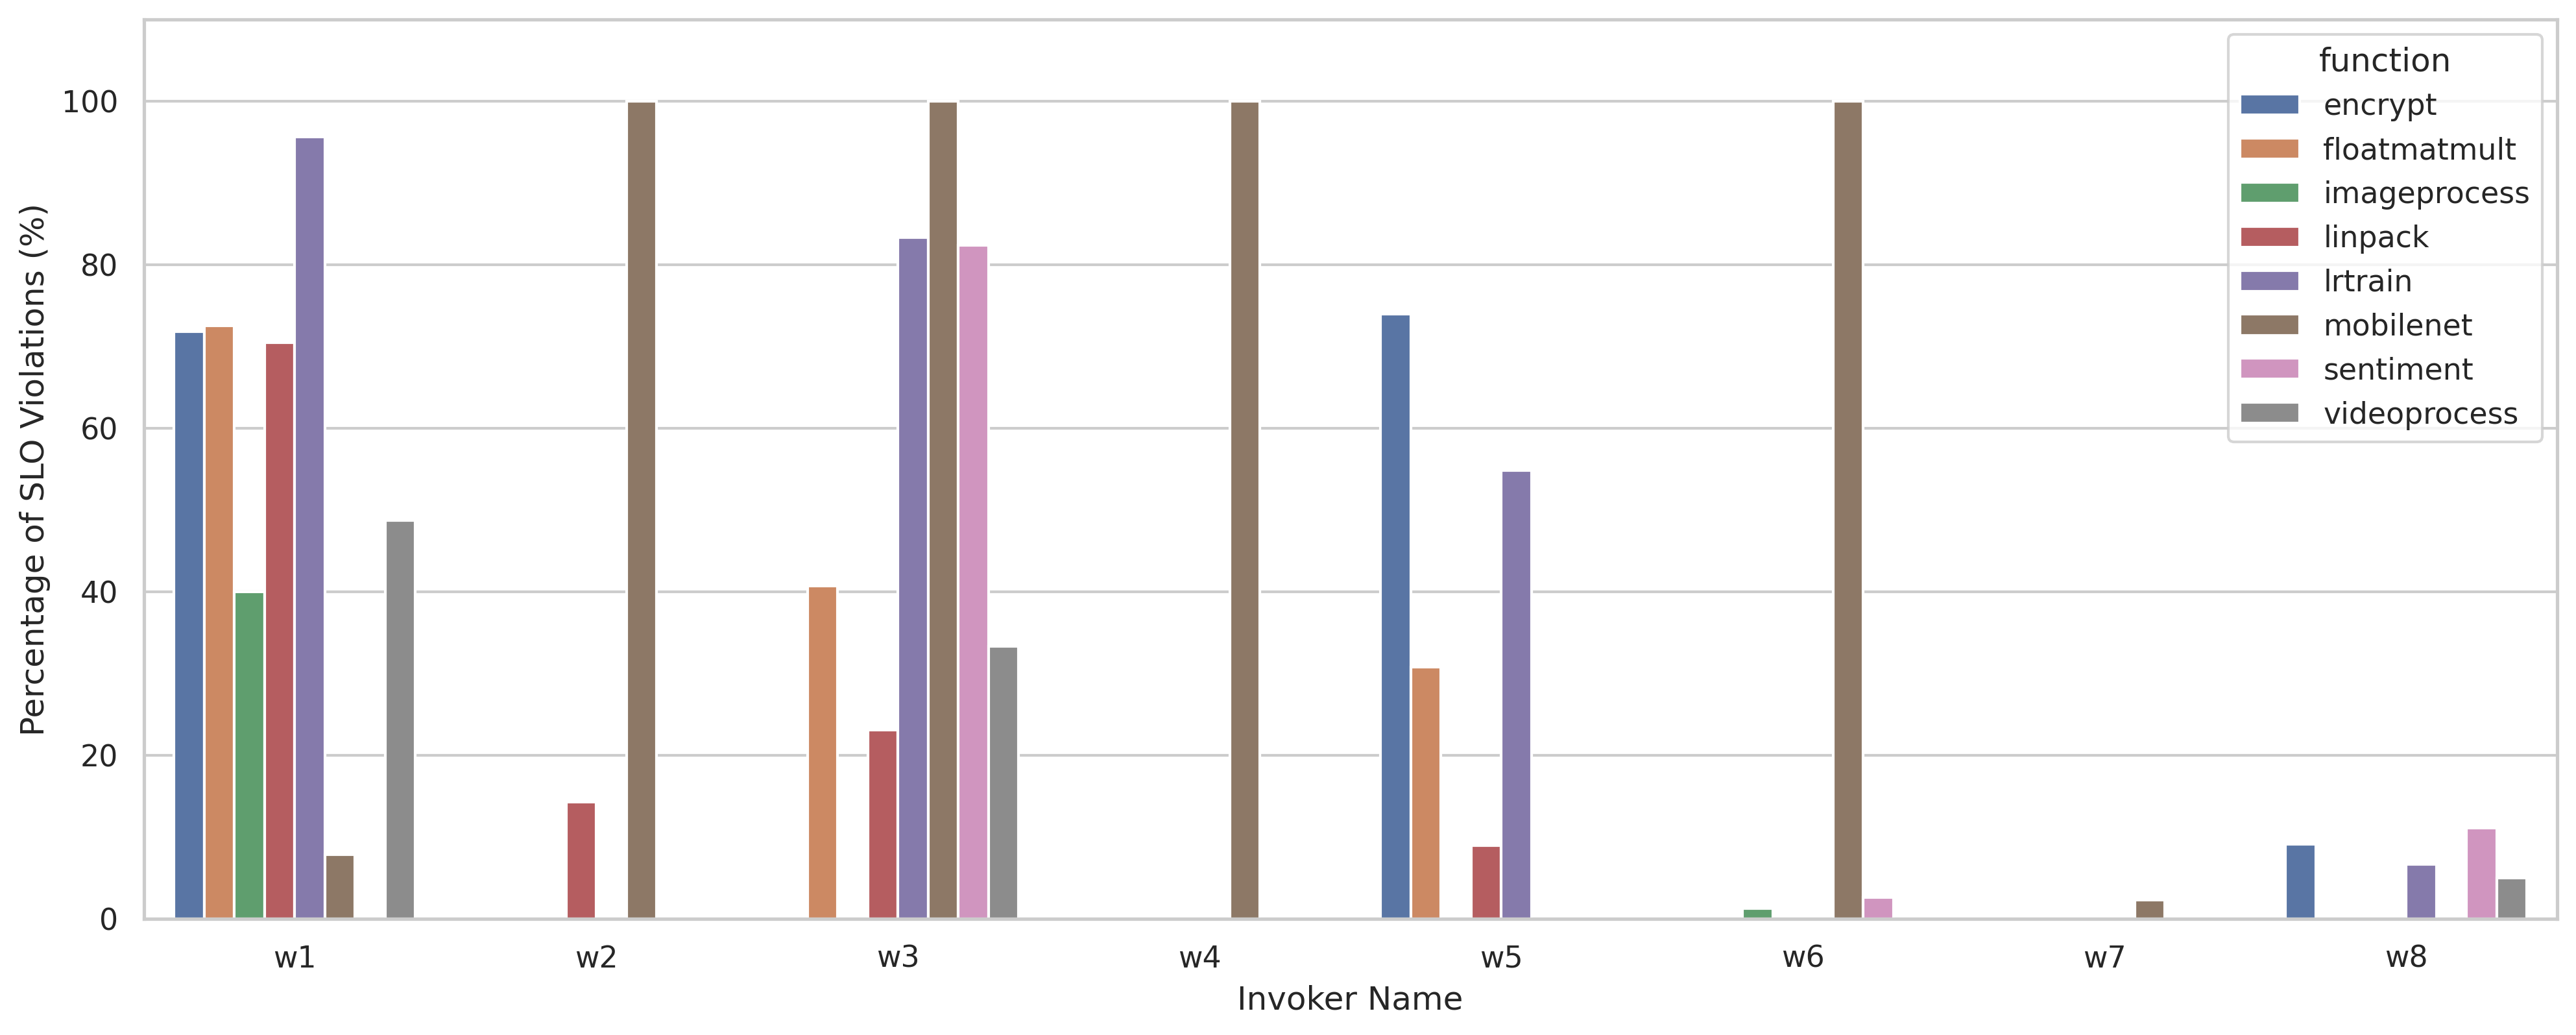 Percentage of SLO Violations (%)
100
80
60
40
20
0
function
encrypt
floatmatmult
imageprocess
linpack
lrtrain
mobilenet
sentiment
videoprocess
w1 w2 w3 w4 w5 w6 w7 w8
Invoker Name